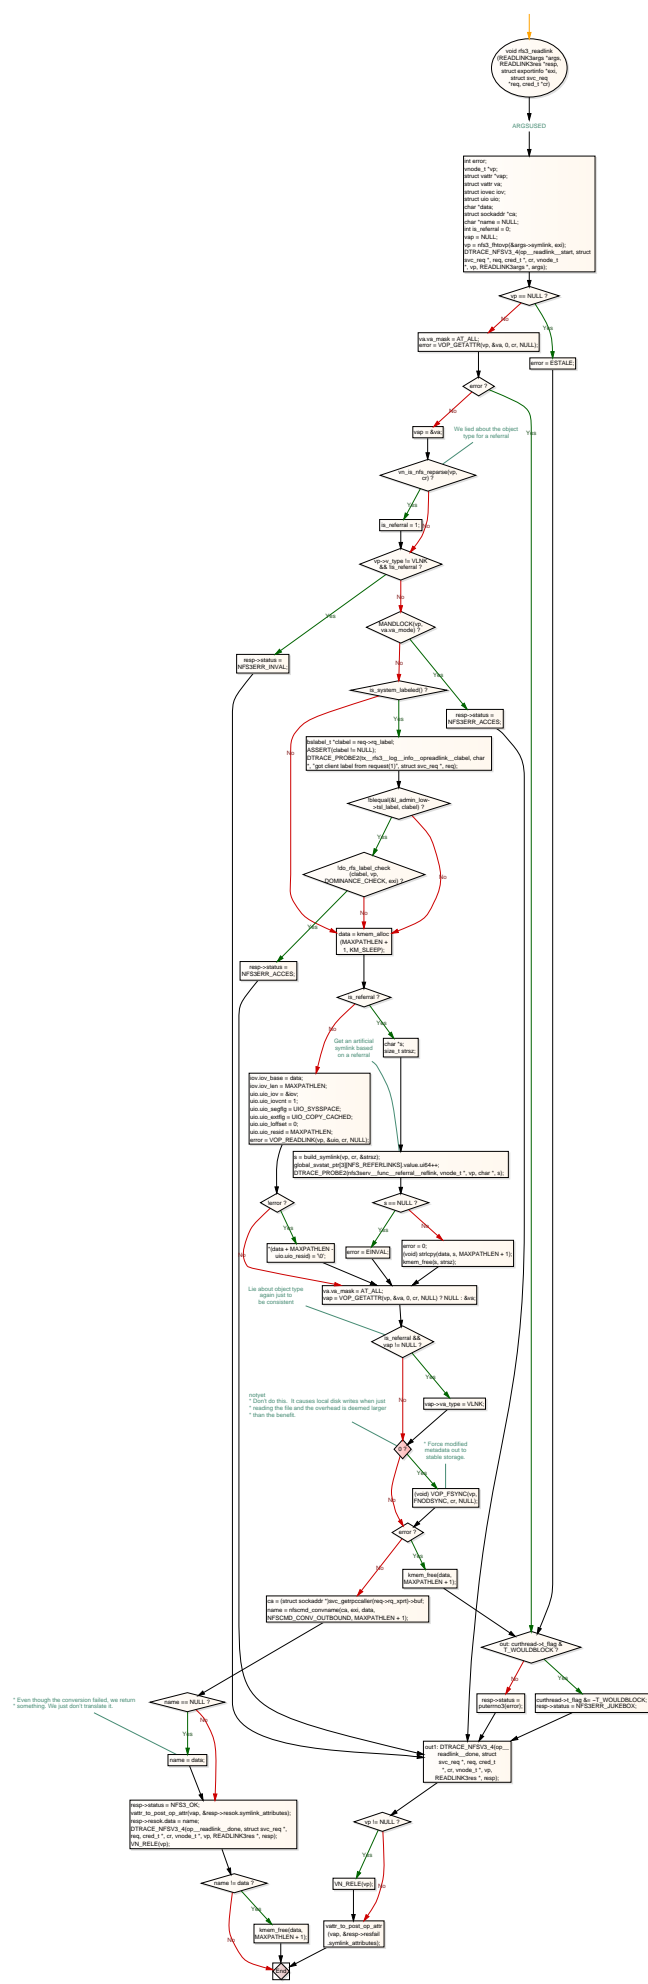 void rfs3_readlink
(READLINK3args *args,
READLINK3res *resp,
struct exportinfo *exi,
struct svc_req
*req, cred_t *cr)
ARGSUSED
int error;
vnode_t *vp;
struct vattr *vap;
struct vattr va;
struct iovec iov;
struct uio uio;
char *data;
struct sockaddr *ca;
char *name = NULL;
int is_referral = 0;
vap = NULL;
vp = nfs3_fhtovp(&args->symlink, exi);
DTRACE_NFSV3_4(op__readlink__start, struct
svc_req *, req, cred_t *, cr, vnode_t
*, vp, READLINK3args *, args);
vp == NULL ?
No
Yes
va.va_mask = AT_ALL;
error = VOP_GETATTR(vp, &va, 0, cr, NULL);
error = ESTALE;
error ?
No
Yes
vap = &va;
We lied about the object
type for a referral
vn_is_nfs_reparse(vp,
cr) ?
Yes
No
is_referral = 1;
vp->v_type != VLNK
&& !is_referral ?
Yes
No
MANDLOCK(vp,
va.va_mode) ?
resp->status =
NFS3ERR_INVAL;
No
Yes
is_system_labeled() ?
resp->status =
NFS3ERR_ACCES;
Yes
No
bslabel_t *clabel = req->rq_label;
ASSERT(clabel != NULL);
DTRACE_PROBE2(tx__rfs3__log__info__opreadlink__clabel, char
*, "got client label from request(1)", struct svc_req *, req);
!blequal(&l_admin_low-
>tsl_label, clabel) ?
Yes
No
!do_rfs_label_check
(clabel, vp,
DOMINANCE_CHECK, exi) ?
Yes
No
data = kmem_alloc
(MAXPATHLEN +
1, KM_SLEEP);
resp->status =
NFS3ERR_ACCES;
is_referral ?
No
Yes
Get an artificial
symlink based
on a referral
char *s;
size_t strsz;
iov.iov_base = data;
iov.iov_len = MAXPATHLEN;
uio.uio_iov = &iov;
uio.uio_iovcnt = 1;
uio.uio_segflg = UIO_SYSSPACE;
uio.uio_extflg = UIO_COPY_CACHED;
uio.uio_loffset = 0;
uio.uio_resid = MAXPATHLEN;
error = VOP_READLINK(vp, &uio, cr, NULL);
s = build_symlink(vp, cr, &strsz);
global_svstat_ptr[3][NFS_REFERLINKS].value.ui64++;
DTRACE_PROBE2(nfs3serv__func__referral__reflink, vnode_t *, vp, char *, s);
!error ?
s == NULL ?
Yes
No
Yes
No
*(data + MAXPATHLEN -
uio.uio_resid) = '\0';
error = EINVAL;
error = 0;
(void) strlcpy(data, s, MAXPATHLEN + 1);
kmem_free(s, strsz);
va.va_mask = AT_ALL;
vap = VOP_GETATTR(vp, &va, 0, cr, NULL) ? NULL : &va;
Lie about object type
again just to
be consistent
is_referral &&
vap != NULL ?
Yes
No
vap->va_type = VLNK;
notyet
* Don't do this.  It causes local disk writes when just
* reading the file and the overhead is deemed larger
* than the benefit.
0 ?
* Force modified
metadata out to
stable storage.
Yes
No
(void) VOP_FSYNC(vp,
FNODSYNC, cr, NULL);
error ?
No
Yes
kmem_free(data,
MAXPATHLEN + 1);
ca = (struct sockaddr *)svc_getrpccaller(req->rq_xprt)->buf;
name = nfscmd_convname(ca, exi, data,
NFSCMD_CONV_OUTBOUND, MAXPATHLEN + 1);
out: curthread->t_flag &
T_WOULDBLOCK ?
No
Yes
* Even though the conversion failed, we return
* something. We just don't translate it.
name == NULL ?
resp->status =
puterrno3(error);
curthread->t_flag &= ~T_WOULDBLOCK;
resp->status = NFS3ERR_JUKEBOX;
Yes
No
name = data;
out1: DTRACE_NFSV3_4(op__
readlink__done, struct
svc_req *, req, cred_t
*, cr, vnode_t *, vp,
READLINK3res *, resp);
resp->status = NFS3_OK;
vattr_to_post_op_attr(vap, &resp->resok.symlink_attributes);
resp->resok.data = name;
DTRACE_NFSV3_4(op__readlink__done, struct svc_req *,
req, cred_t *, cr, vnode_t *, vp, READLINK3res *, resp);
VN_RELE(vp);
vp != NULL ?
Yes
No
name != data ?
VN_RELE(vp);
Yes
No
kmem_free(data,
MAXPATHLEN + 1);
vattr_to_post_op_attr
(vap, &resp->resfail
.symlink_attributes);
End